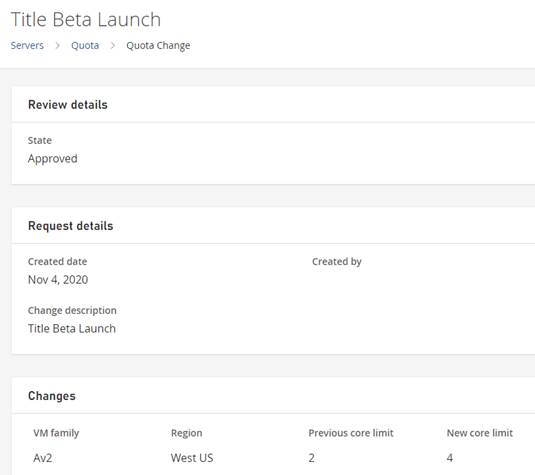 Title Beta Launch
Servers > Quota > Quota Change
Review details
State
Approved
Request details
Created date Created by
Nov 4, 2020
Change description
Title Beta Launch
Changes
VM family Region Previous core limit New core limit
Av2 West US 2 4